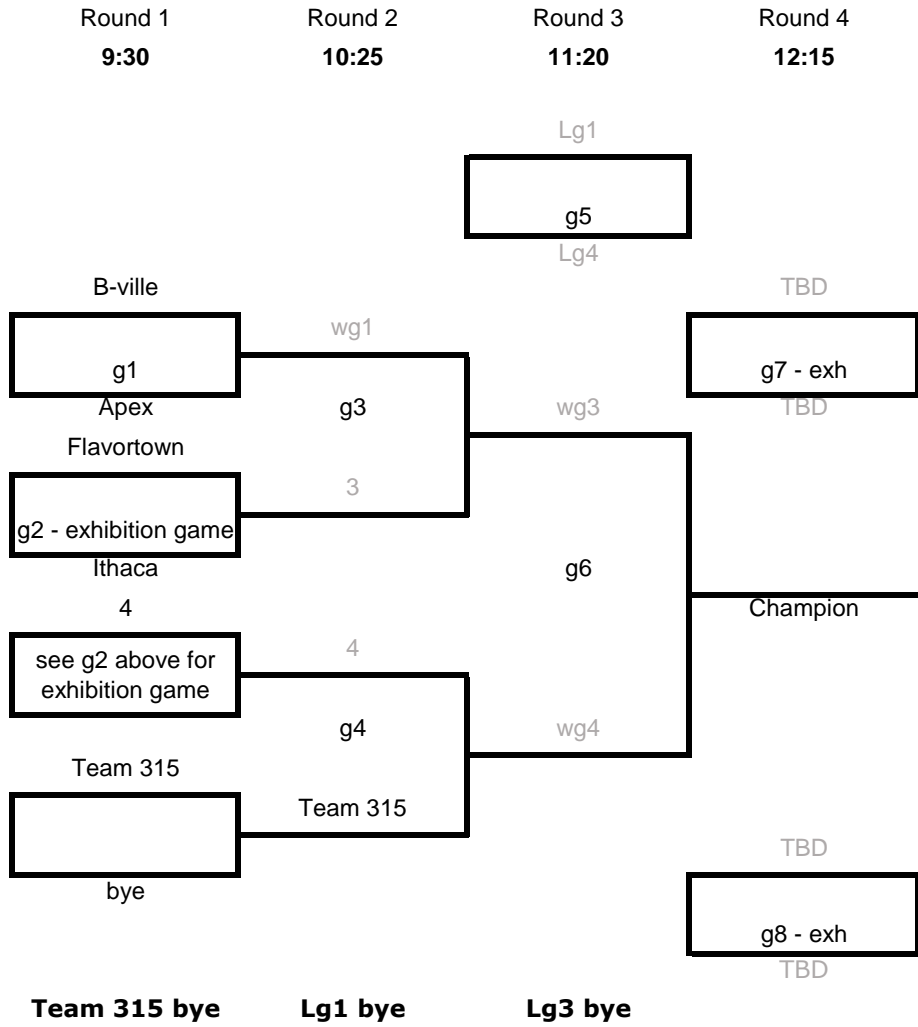 Round 1
Round 2
Round 3
Round 4
9:30
10:25
11:20
12:15
Lg1
g5
Lg4
B-ville
TBD
wg1
g1
g7 - exh
Apex
g3
wg3
TBD
Flavortown
3
g2 - exhibition game
Ithaca
g6
4
Champion
see g2 above for
exhibition game
4
g4
wg4
Team 315
Team 315
TBD
bye
g8 - exh
TBD
Team 315 bye
Lg1 bye
Lg3 bye